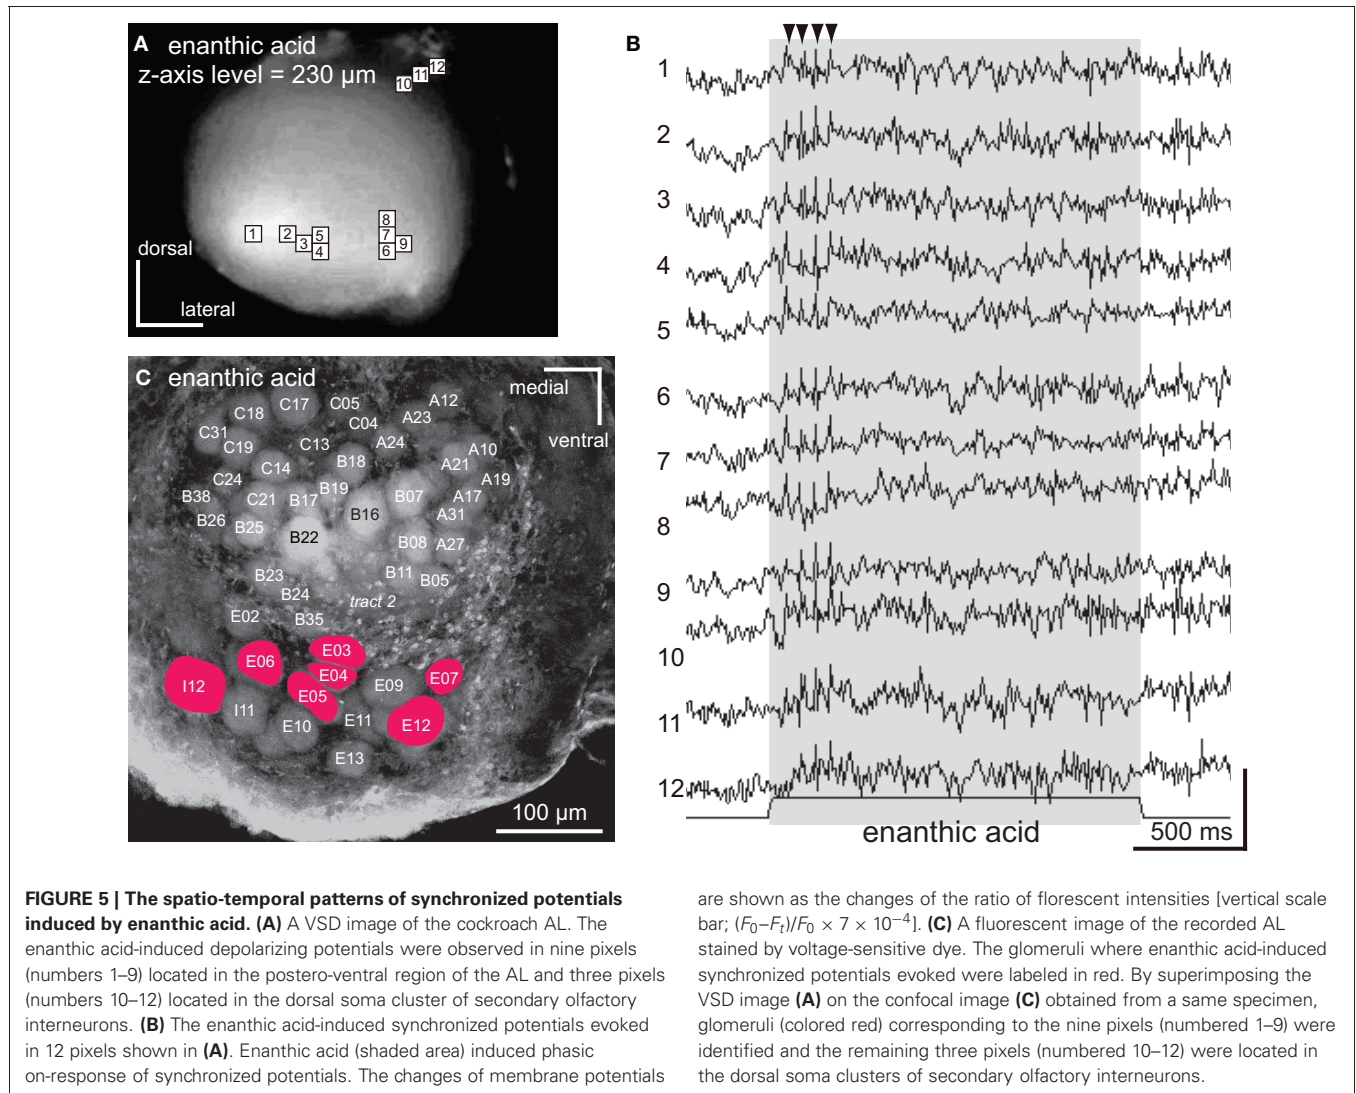 A enanthic acid
z-axis level = 230 μm
12
11
10
8
1
2
5
7
3
9
4
6
dorsal
lateral
B
1
2
3
4
5
6
7
8
9
10
11
12
enanthic acid
500 ms
C enanthic acid
medial
ventral
C05
A12
C17
C18
A23
C04
C31
C13
A24
C19
A10
B18
A21
C14
C24
A19
B19
B38
C21
B17
B07
A17
B16
A31
B26
B25
B22
B08
A27
B23
B11
B05
B24
tract 2
E02
B35
E03
E06
E04
E07
I12
E09
E05
I11
E11
E10
E12
E13
100 μm
FIGURE 5 | The spatio-temporal patterns of synchronized potentials
induced by enanthic acid. (A) A VSD image of the cockroach AL. The
enanthic acid-induced depolarizing potentials were observed in nine pixels
(numbers 1–9) located in the postero-ventral region of the AL and three pixels
(numbers 10–12) located in the dorsal soma cluster of secondary olfactory
interneurons. (B) The enanthic acid-induced synchronized potentials evoked
in 12 pixels shown in (A). Enanthic acid (shaded area) induced phasic
on-response of synchronized potentials. The changes of membrane potentials
are shown as the changes of the ratio of florescent intensities [vertical scale
bar; (F₀–Fₜ)/F₀ × 7 × 10⁻⁴]. (C) A fluorescent image of the recorded AL
stained by voltage-sensitive dye. The glomeruli where enanthic acid-induced
synchronized potentials evoked were labeled in red. By superimposing the
VSD image (A) on the confocal image (C) obtained from a same specimen,
glomeruli (colored red) corresponding to the nine pixels (numbered 1–9) were
identified and the remaining three pixels (numbered 10–12) were located in
the dorsal soma clusters of secondary olfactory interneurons.